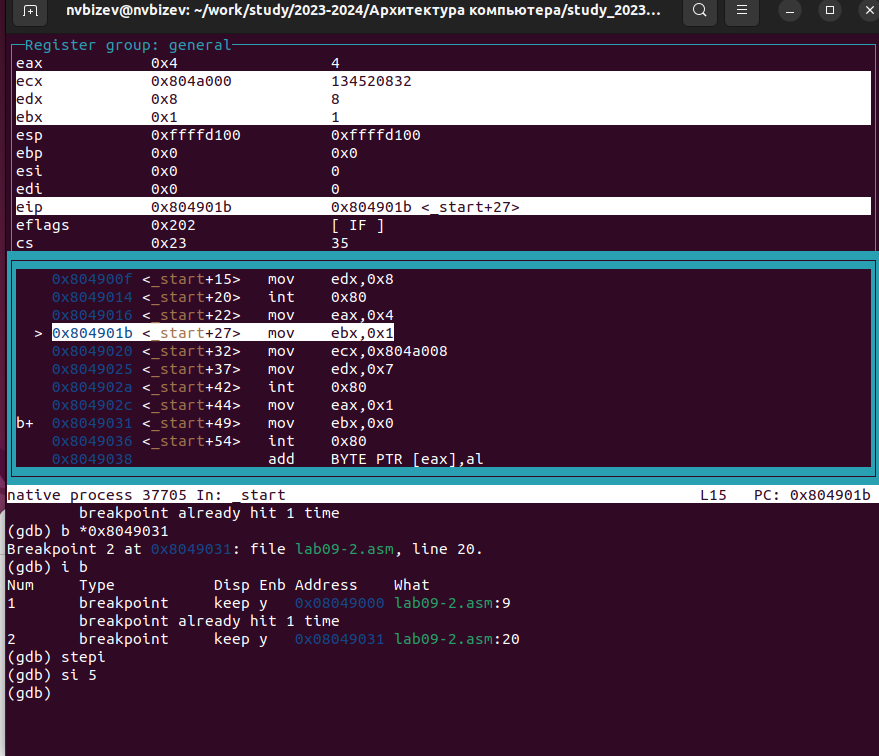 nvbizev@nvbizev: ~/work/study/2023-2024/Архитектура компьютера/study_2023...
Register group: general
eax 0x4 4
ecx 0x804a000 134520832
edx 0x8 8
ebx 0x1 1
esp 0xffffd100 0xffffd100
ebp 0x0 0x0
esi 0x0 0
edi 0x0 0
eip 0x804901b 0x804901b <_start+27>
eflags 0x202 [ IF ]
cs 0x23 35
0x804900f <_start+15> mov edx,0x8
0x8049014 <_start+20> int 0x80
0x8049016 <_start+22> mov eax,0x4
> 0x804901b <_start+27> mov ebx,0x1
0x8049020 <_start+32> mov ecx,0x804a008
0x8049025 <_start+37> mov edx,0x7
0x804902a <_start+42> int 0x80
0x804902c <_start+44> mov eax,0x1
b+ 0x8049031 <_start+49> mov ebx,0x0
0x8049036 <_start+54> int 0x80
0x8049038 add BYTE PTR [eax],al
native process 37705 In: _start L15 PC: 0x804901b
breakpoint already hit 1 time
(gdb) b *0x8049031
Breakpoint 2 at 0x8049031: file lab09-2.asm, line 20.
(gdb) i b
Num Type Disp Enb Address What
1 breakpoint keep y 0x08049000 lab09-2.asm:9
breakpoint already hit 1 time
2 breakpoint keep y 0x08049031 lab09-2.asm:20
(gdb) stepi
(gdb) si 5
(gdb)